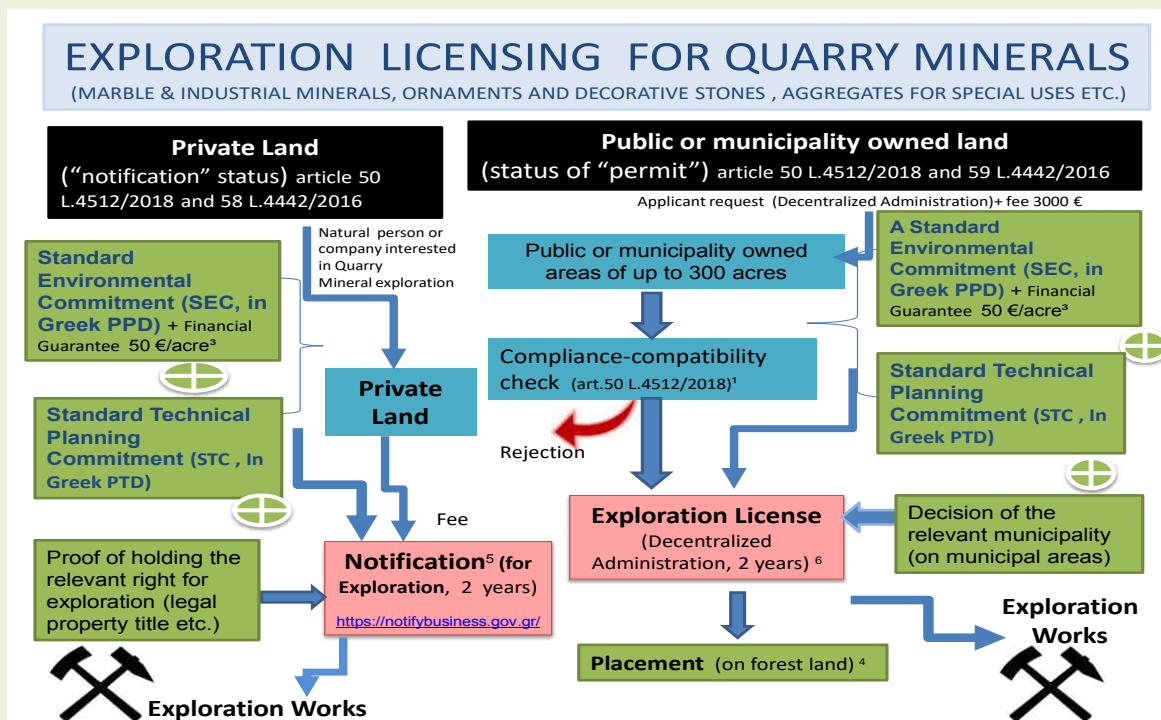 EXPLORATION LICENSING FOR QUARRY MINERALS
(MARBLE & INDUSTRIAL MINERALS, ORNAMENTS AND DECORATIVE STONES , AGGREGATES FOR SPECIAL USES ETC.)
Private Land
(“notification” status) article 50
L.4512/2018 and 58 L.4442/2016
Public or municipality owned land
(status of “permit”) article 50 L.4512/2018 and 59 L.4442/2016
Applicant request (Decentralized Administration)+ fee 3000 €
Natural person or
company interested
in Quarry
Mineral exploration
Standard
Environmental
Commitment (SEC, in
Greek PPD) + Financial
Guarantee 50 €/acre³
Standard Technical
Planning
Commitment (STC , In
Greek PTD)
Private
Land
Fee
Proof of holding the
relevant right for
exploration (legal
property title etc.)
Notification⁵ (for
Exploration, 2 years)
https://notifybusiness.gov.gr/
Exploration Works
Public or municipality owned
areas of up to 300 acres
Compliance-compatibility
check (art.50 L.4512/2018)¹
Rejection
A Standard
Environmental
Commitment (SEC, in
Greek PPD) + Financial
Guarantee 50 €/acre³
Standard Technical
Planning
Commitment (STC , In
Greek PTD)
Exploration License
(Decentralized
Administration, 2 years) ⁶
Decision of the
relevant municipality
(on municipal areas)
Placement (on forest land) ⁴
Exploration
Works